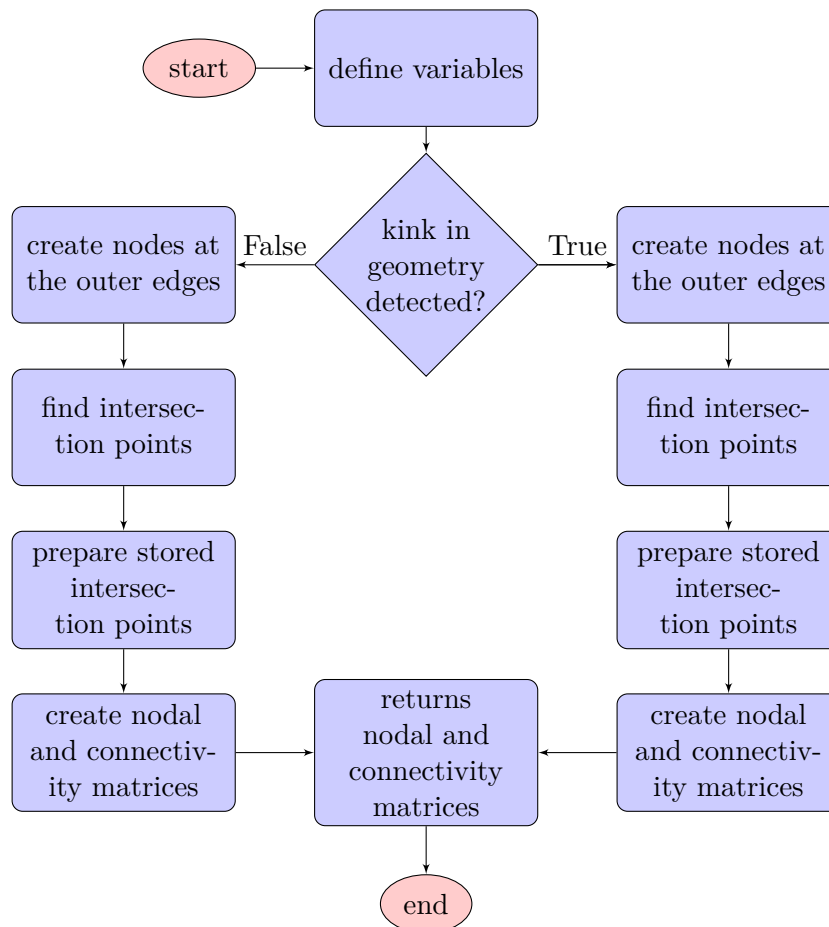 start
define variables
kink in
geometry
detected?
False
True
create nodes at
the outer edges
find intersec-
tion points
prepare stored
intersec-
tion points
create nodal
and connectiv-
ity matrices
create nodes at
the outer edges
find intersec-
tion points
prepare stored
intersec-
tion points
create nodal
and connectiv-
ity matrices
returns
nodal and
connectivity
matrices
end